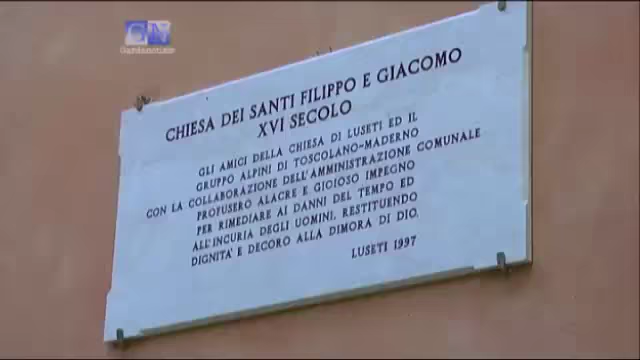 GN
Gardanotizie
CHIESA DEI SANTI FILIPPO E GIACOMO
XVI SECOLO
GLI AMICI DELLA CHIESA DI LUSETI ED IL
GRUPPO ALPINI DI TOSCOLANO-MADERNO
CON LA COLLABORAZIONE DELL'AMMINISTRAZIONE COMUNALE
PROFUSERO ALACRE E GIOIOSO IMPEGNO
PER RIMEDIARE AI DANNI DEL TEMPO ED
ALL'INCURIA DEGLI UOMINI, RESTITUENDO
DIGNITA' E DECORO ALLA DIMORA DI DIO.
LUSETI 1997